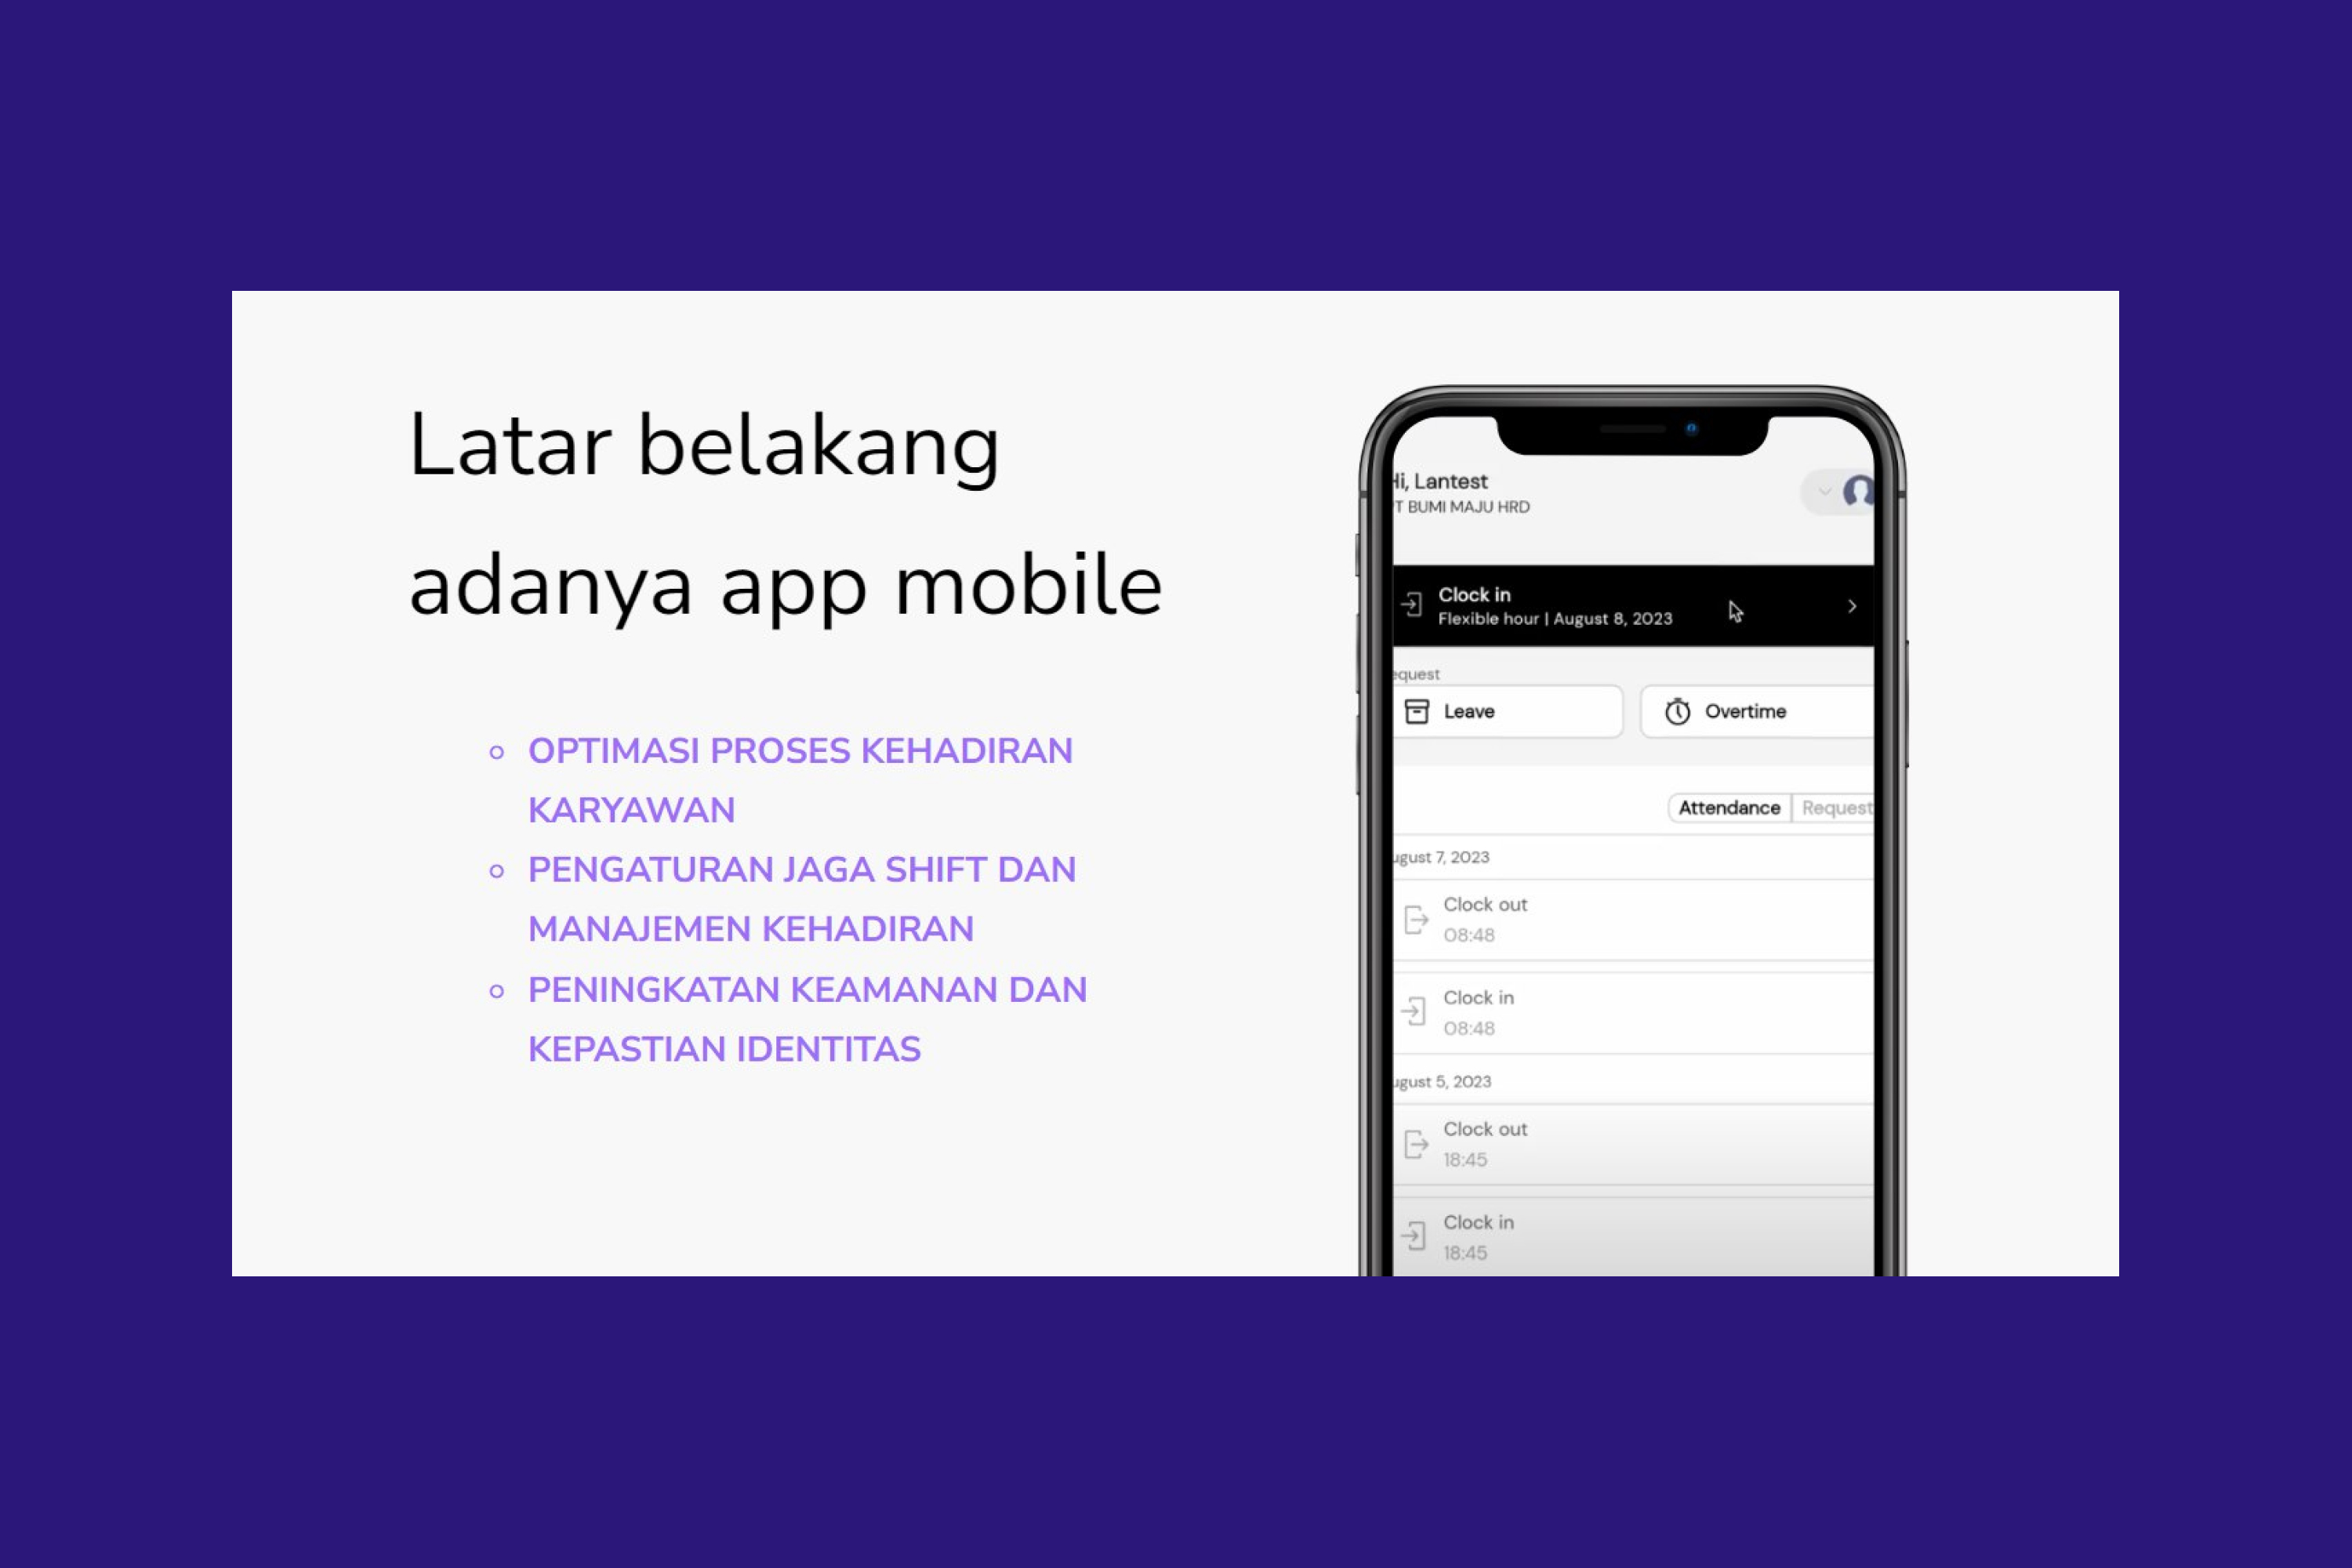 Latar belakang
adanya app mobile
OPTIMASI PROSES KEHADIRAN
KARYAWAN
PENGATURAN JAGA SHIFT DAN
MANAJEMEN KEHADIRAN
PENINGKATAN KEAMANAN DAN
KEPASTIAN IDENTITAS
Hi, Lantest
T BUMI MAJU HRD
Clock in
Flexible hour | August 8, 2023
equest
Leave
Overtime
Attendance
Request
ugust 7, 2023
Clock out
08:48
Clock in
08:48
ugust 5, 2023
Clock out
18:45
Clock in
18:45